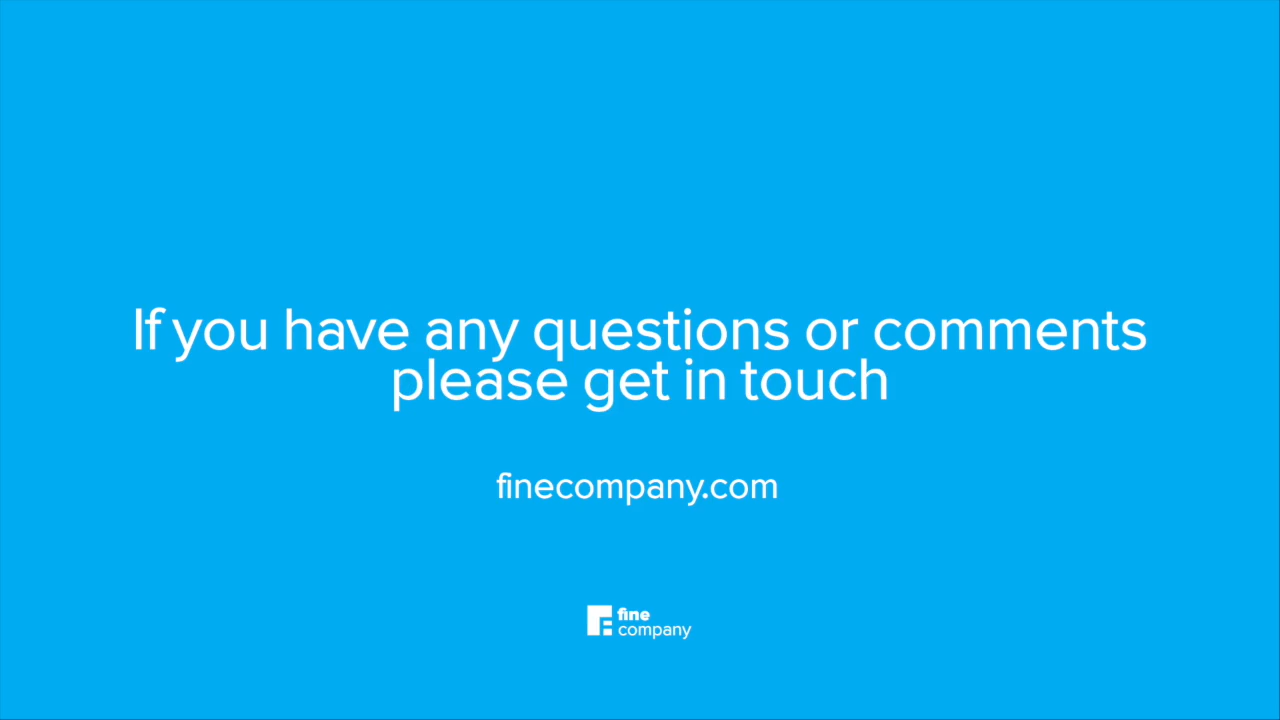 If you have any questions or comments
please get in touch
finecompany.com
fine
company